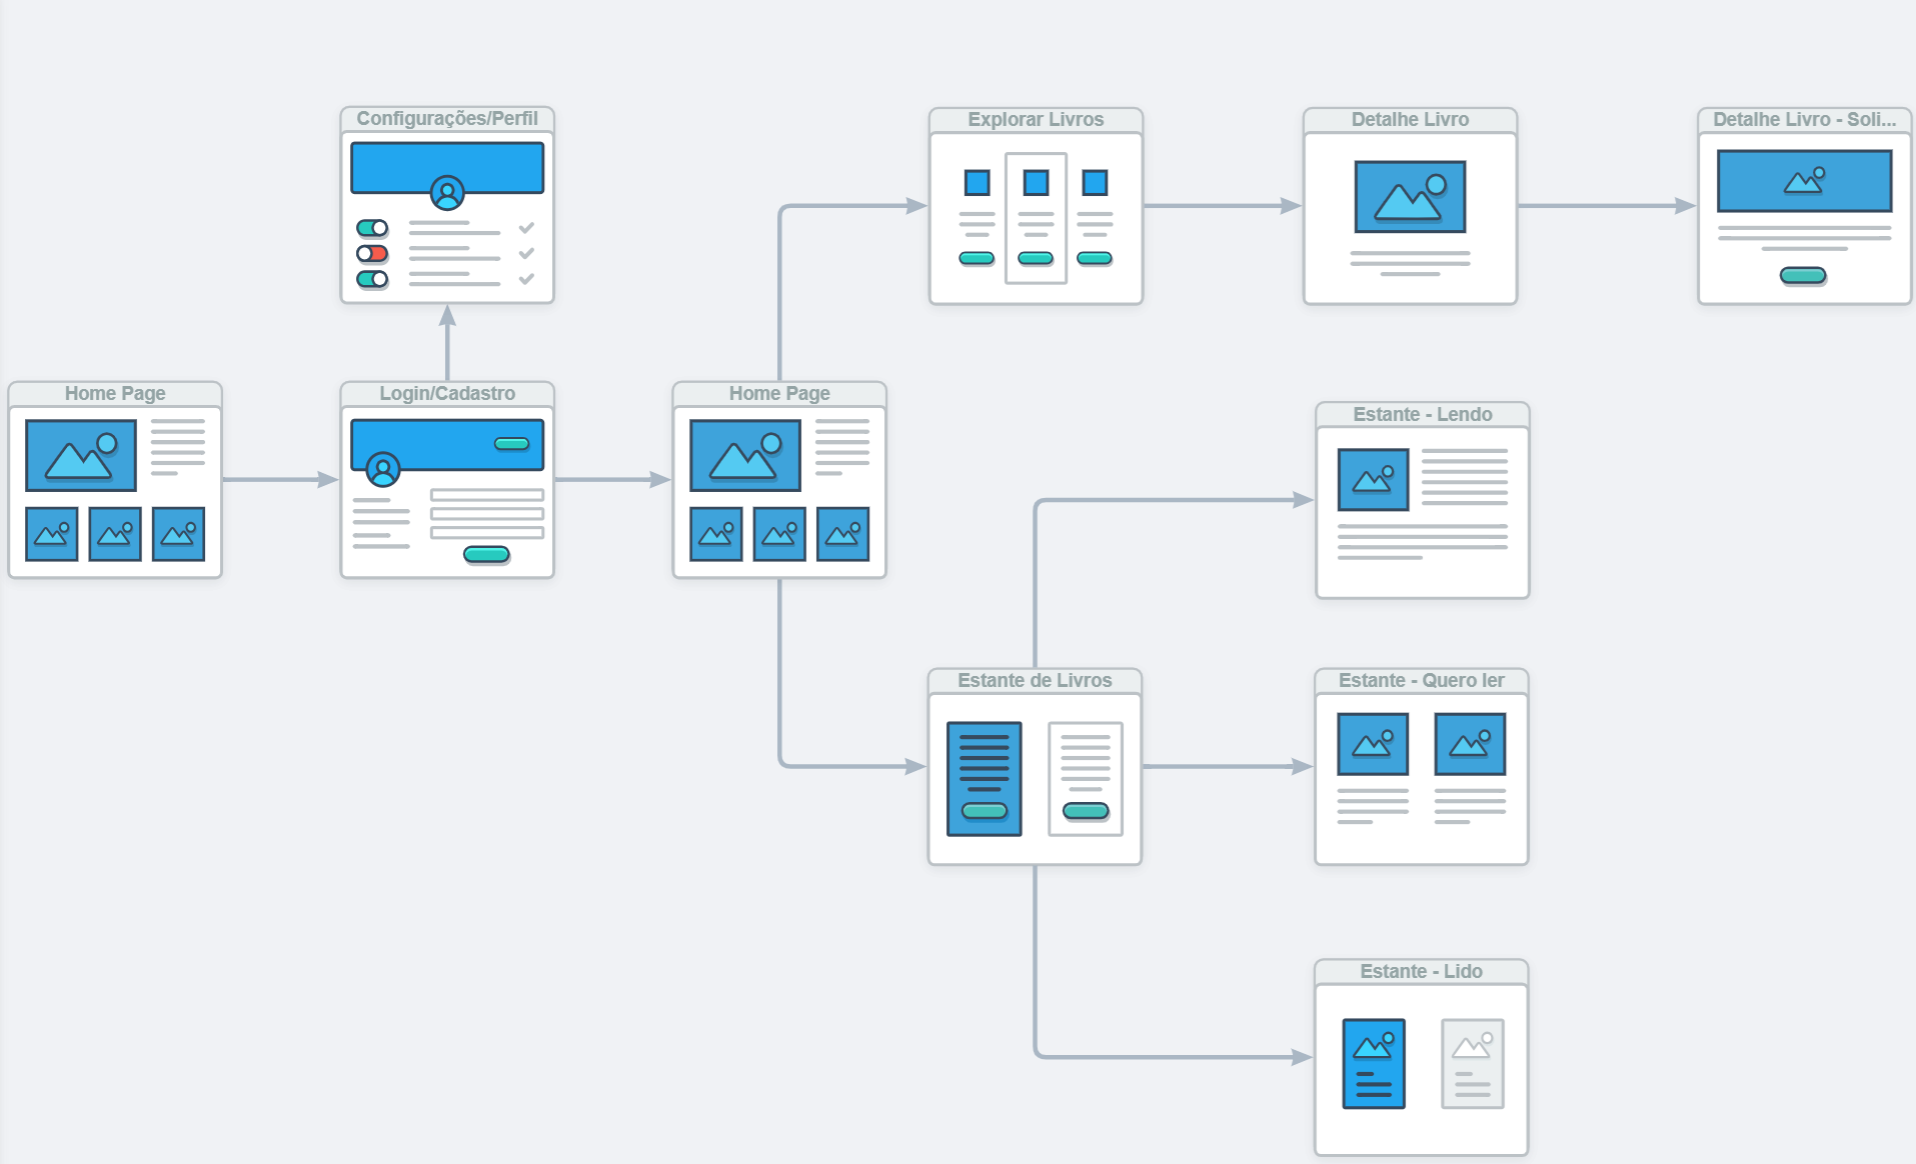 Configurações/Perfil
Explorar Livros
Detalhe Livro
Detalhe Livro - Soli...
Home Page
Login/Cadastro
Home Page
Estante - Lendo
Estante de Livros
Estante - Quero ler
Estante - Lido